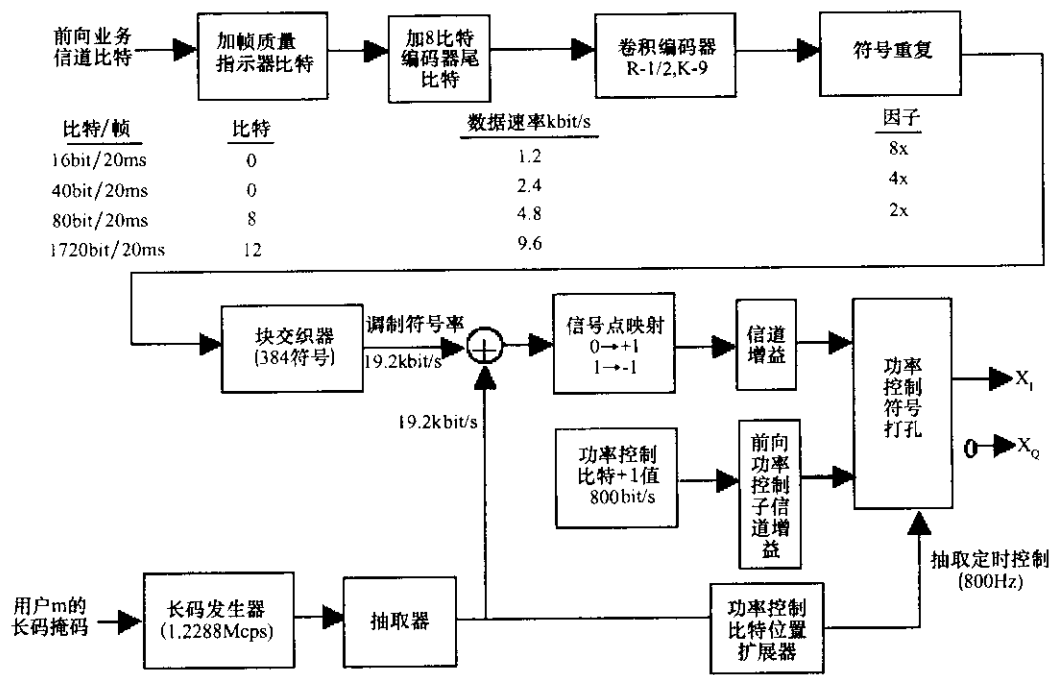 前向业务
信道比特
加帧质量
指示器比特
加8比特
编码器尾
比特
卷积编码器
R-1/2,K-9
符号重复
比特/帧
比特
数据速率kbit/s
因子
16bit/20ms
0
1.2
8x
40bit/20ms
0
2.4
4x
80bit/20ms
8
4.8
2x
1720bit/20ms
12
9.6
块交织器
(384符号)
调制符号率
19.2kbit/s
信号点映射
0→+1
1→-1
信道
增益
功率
控制
符号
打孔
X_I
0
X_Q
19.2kbit/s
功率控制
比特+1值
800bit/s
前向
功率
控制
子信
道增
益
抽取定时控制
(800Hz)
用户m的
长码掩码
长码发生器
(1.2288Mcps)
抽取器
功率控制
比特位置
扩展器